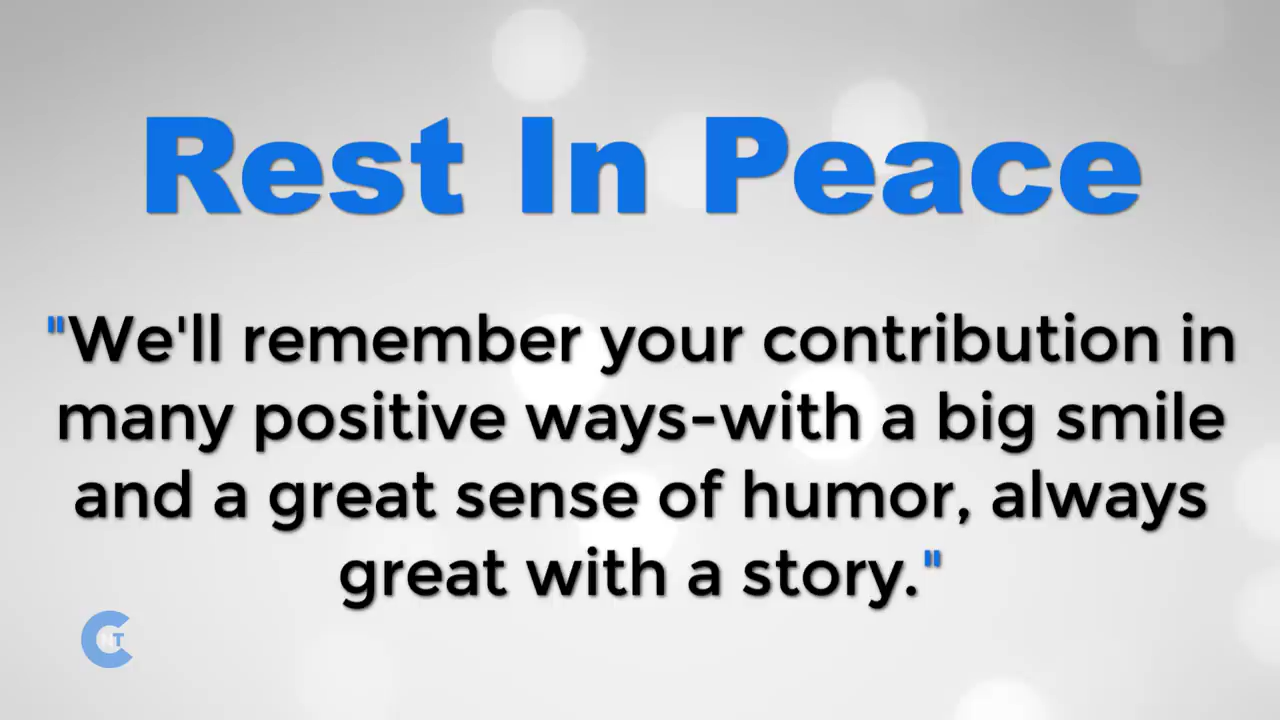 Rest In Peace
"We'll remember your contribution in
many positive ways-with a big smile
and a great sense of humor, always
great with a story."